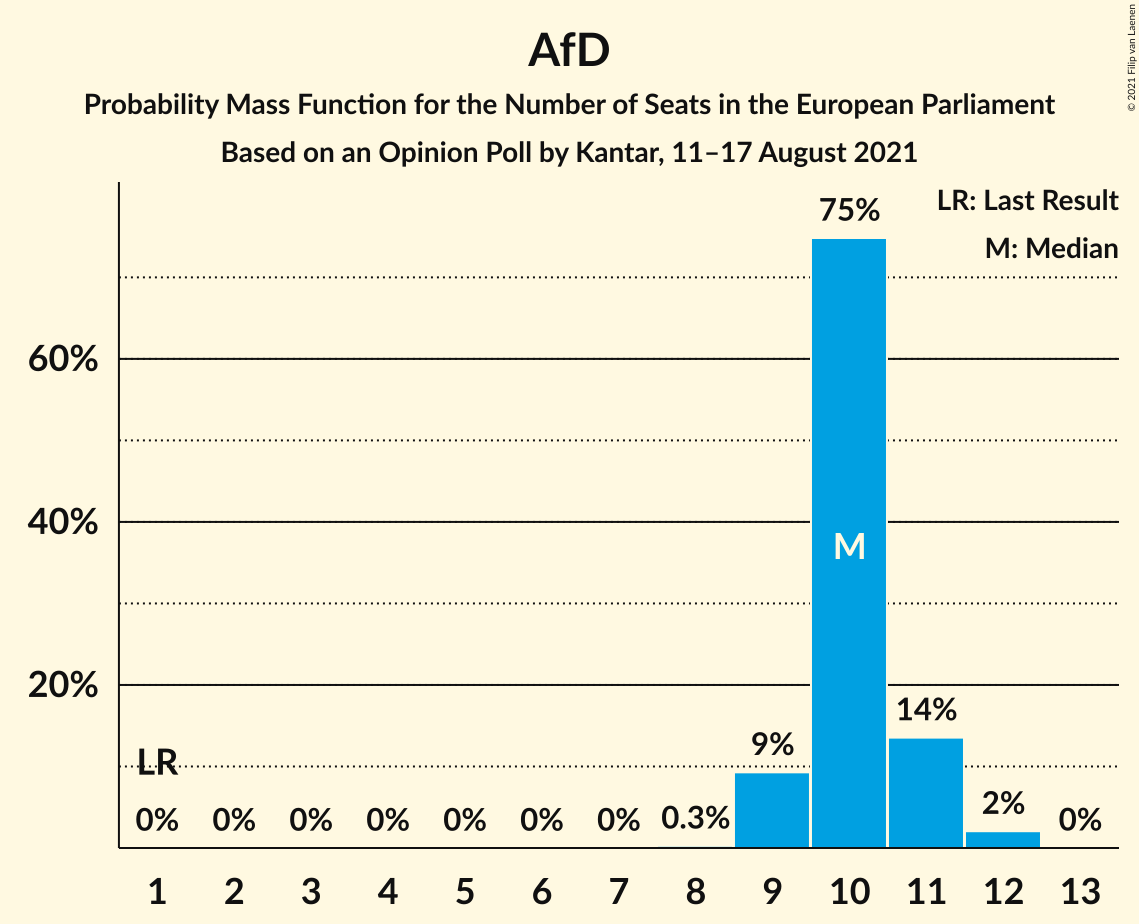 AfD
Probability Mass Function for the Number of Seats in the European Parliament
Based on an Opinion Poll by Kantar, 11–17 August 2021
© 2021 Filip van Laenen
LR: Last Result
M: Median
75%
60%
40%
M
20%
14%
9%
LR
2%
0% 0% 0% 0% 0% 0% 0% 0.3% 0%
1 2 3 4 5 6 7 8 9 10 11 12 13